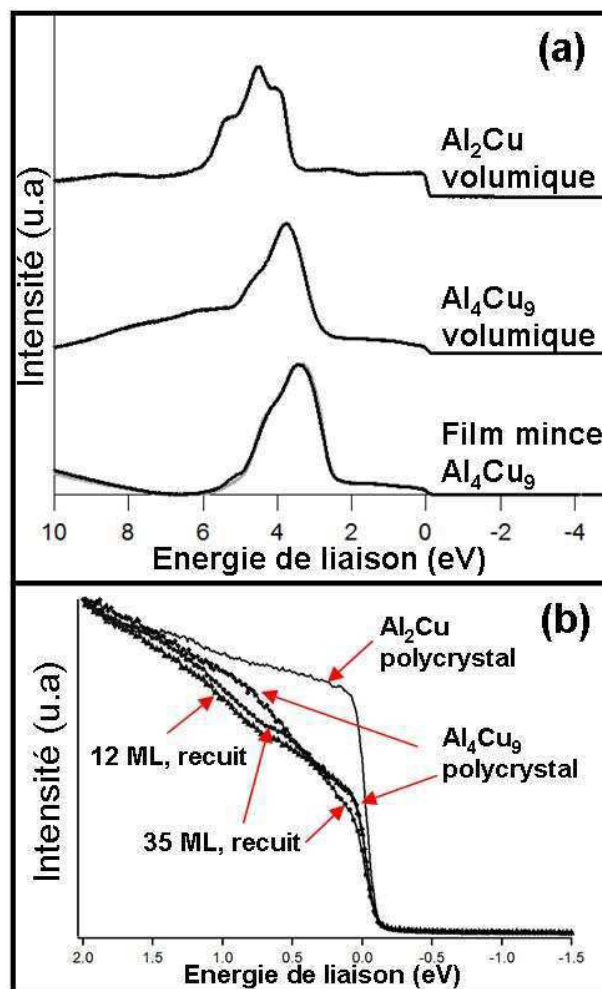 (a)
Intensité (u.a)
Al₂Cu
volumique
Al₄Cu₉
volumique
Film mince
Al₄Cu₉
10 8 6 4 2 0 -2 -4
Energie de liaison (eV)
(b)
Intensité (u.a)
Al₂Cu
polycrystal
Al₄Cu₉
polycrystal
12 ML, recuit
35 ML, recuit
2.0 1.5 1.0 0.5 0.0 -0.5 -1.0 -1.5
Energie de liaison (eV)